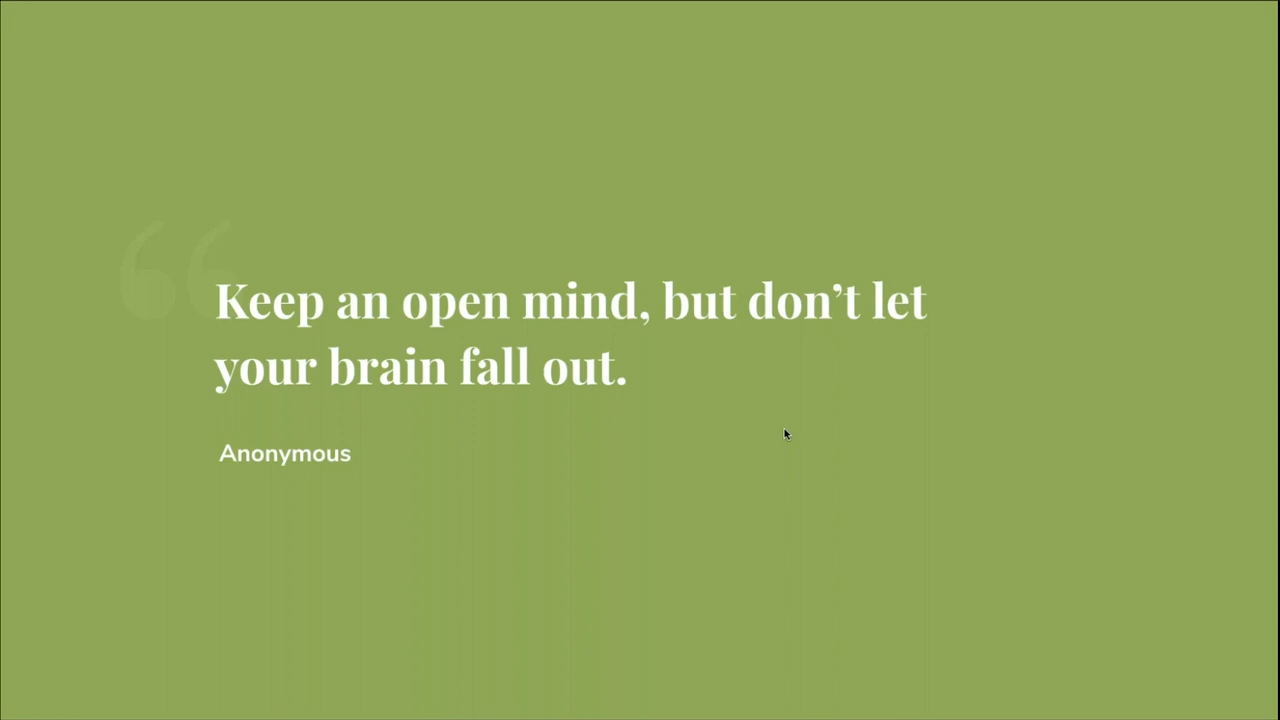 “
Keep an open mind, but don’t let
your brain fall out.
Anonymous